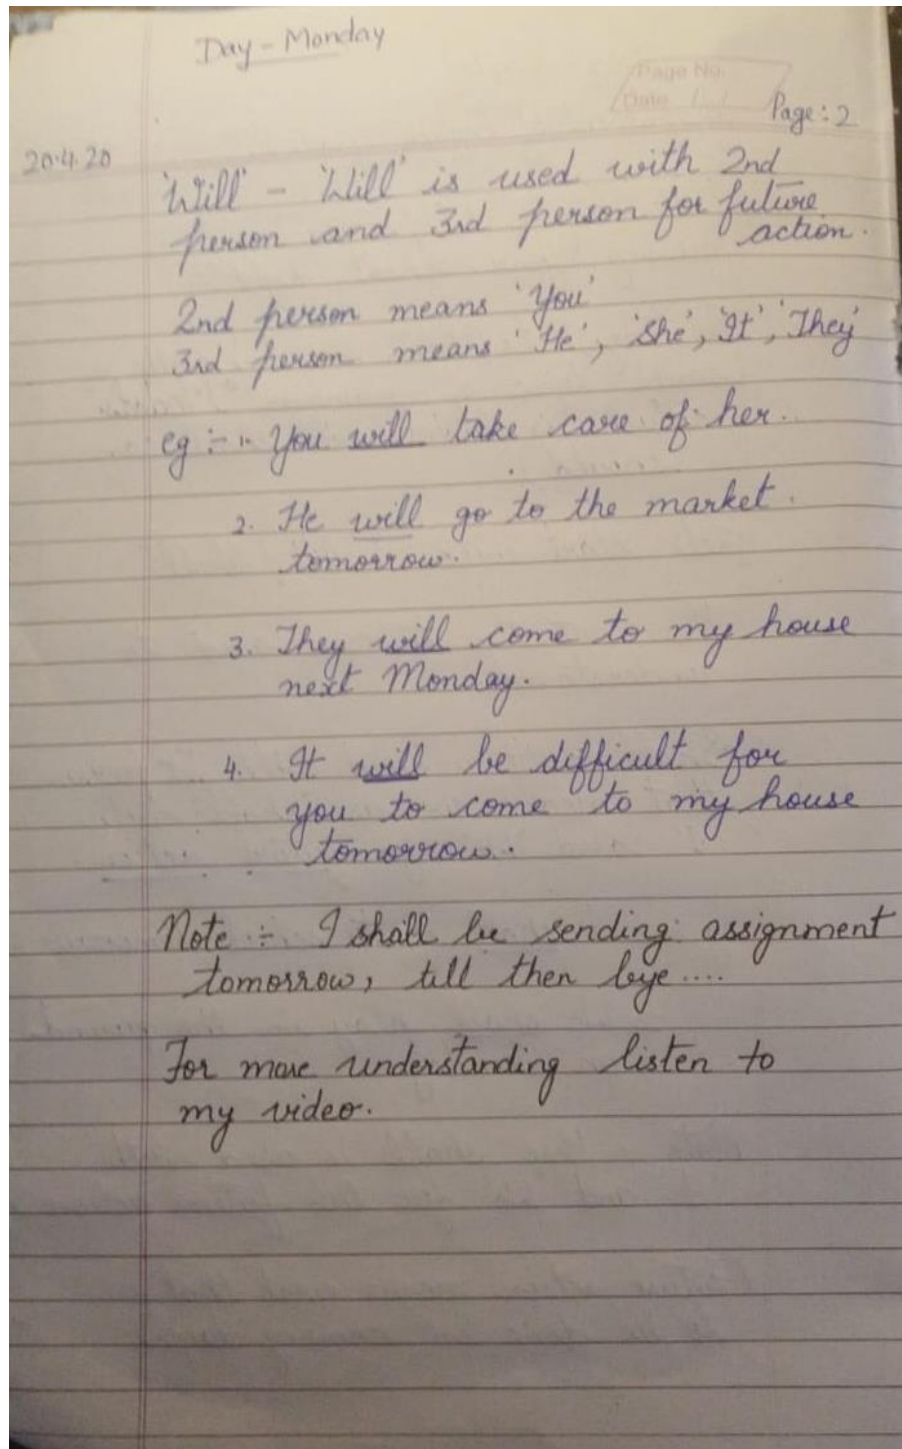 Day - Monday
Page No.
Date / /
Page: 2
20.4.20
'Will' - 'Will' is used with 2nd
person and 3rd person for future
action.
2nd person means 'You'
3rd person means 'He', 'She', 'It', 'They'
eg :- 1. You will take care of her.
2. He will go to the market
tomorrow.
3. They will come to my house
next Monday.
4. It will be difficult for
you to come to my house
tomorrow.
Note :- I shall be sending assignment
tomorrow, till then bye ....
For more understanding listen to
my video.